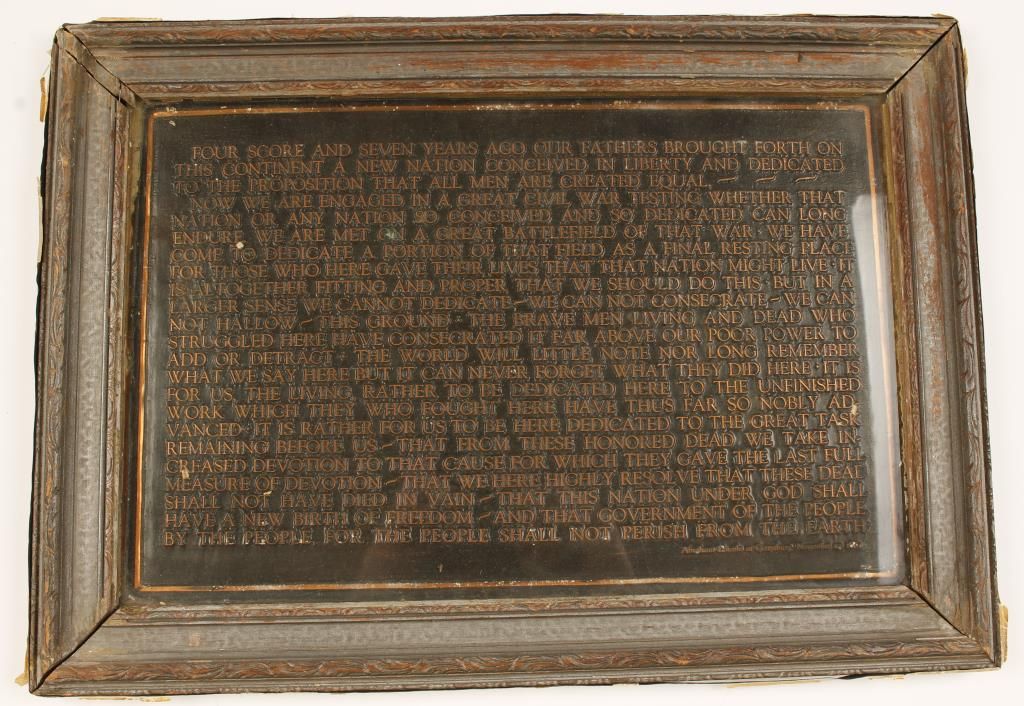 FOUR SCORE AND SEVEN YEARS AGO OUR FATHERS BROUGHT FORTH ON
THIS CONTINENT A NEW NATION CONCEIVED IN LIBERTY AND DEDICATED
TO THE PROPOSITION THAT ALL MEN ARE CREATED EQUAL ~ ~ ~
NOW WE ARE ENGAGED IN A GREAT CIVIL WAR TESTING WHETHER THAT
NATION OR ANY NATION SO CONCEIVED AND SO DEDICATED CAN LONG
ENDURE · WE ARE MET ON A GREAT BATTLEFIELD OF THAT WAR · WE HAVE
COME TO DEDICATE A PORTION OF THAT FIELD AS A FINAL RESTING PLACE
FOR THOSE WHO HERE GAVE THEIR LIVES THAT THAT NATION MIGHT LIVE · IT
IS ALTOGETHER FITTING AND PROPER THAT WE SHOULD DO THIS · BUT IN A
LARGER SENSE WE CANNOT DEDICATE ~ WE CAN NOT CONSECRATE ~ WE CAN
NOT HALLOW ~ THIS GROUND · THE BRAVE MEN LIVING AND DEAD WHO
STRUGGLED HERE HAVE CONSECRATED IT FAR ABOVE OUR POOR POWER TO
ADD OR DETRACT · THE WORLD WILL LITTLE NOTE NOR LONG REMEMBER
WHAT WE SAY HERE BUT IT CAN NEVER FORGET WHAT THEY DID HERE · IT IS
FOR US, THE LIVING, RATHER TO BE DEDICATED HERE TO THE UNFINISHED
WORK WHICH THEY WHO FOUGHT HERE HAVE THUS FAR SO NOBLY AD-
VANCED · IT IS RATHER FOR US TO BE HERE DEDICATED TO THE GREAT TASK
REMAINING BEFORE US ~ THAT FROM THESE HONORED DEAD WE TAKE IN-
CREASED DEVOTION TO THAT CAUSE FOR WHICH THEY GAVE THE LAST FULL
MEASURE OF DEVOTION ~ THAT WE HERE HIGHLY RESOLVE THAT THESE DEAD
SHALL NOT HAVE DIED IN VAIN ~ THAT THIS NATION UNDER GOD SHALL
HAVE A NEW BIRTH OF FREEDOM ~ AND THAT GOVERNMENT OF THE PEOPLE
BY THE PEOPLE, FOR THE PEOPLE SHALL NOT PERISH FROM THE EARTH
Abraham Lincoln at Gettysburg November 19